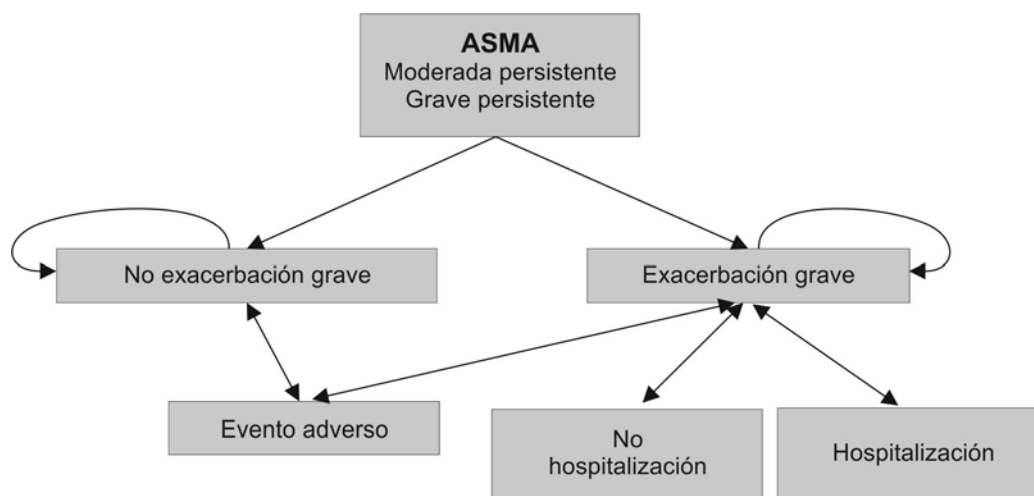 ASMA
Moderada persistente
Grave persistente
No exacerbación grave
Exacerbación grave
Evento adverso
No
hospitalización
Hospitalización